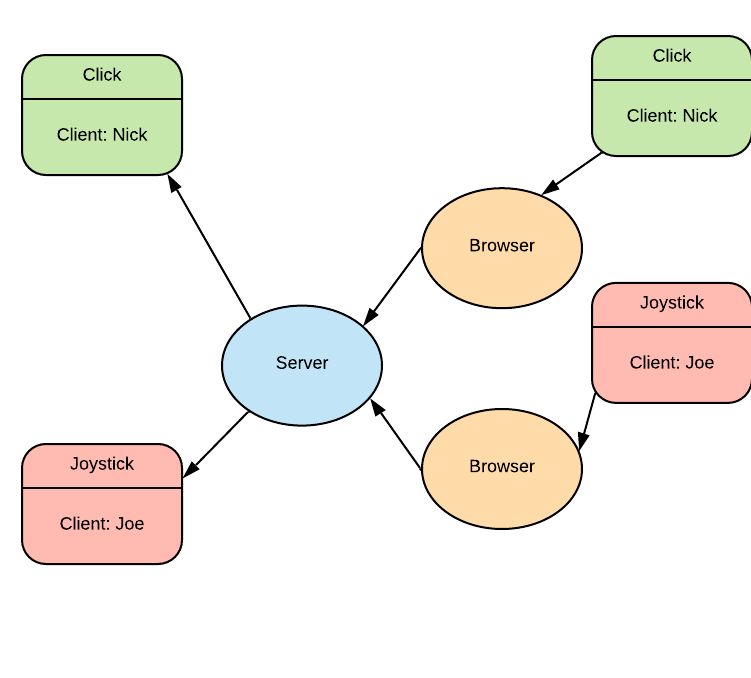 Click
Client: Nick
Click
Client: Nick
Browser
Joystick
Client: Joe
Server
Browser
Joystick
Client: Joe